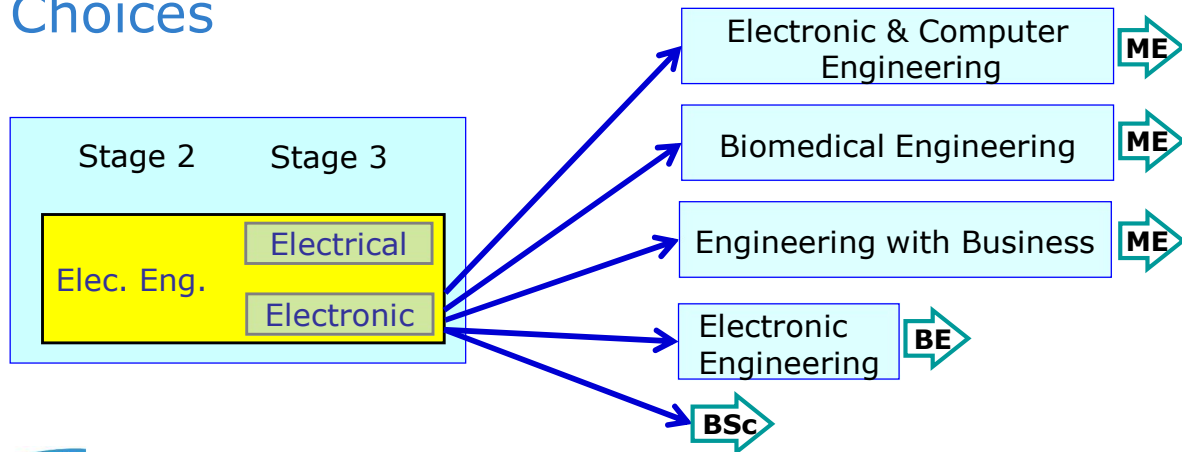 Choices
Stage 2
Stage 3
Elec. Eng.
Electrical
Electronic
Electronic & Computer
Engineering
ME
Biomedical Engineering
ME
Engineering with Business
ME
Electronic
Engineering
BE
BSc